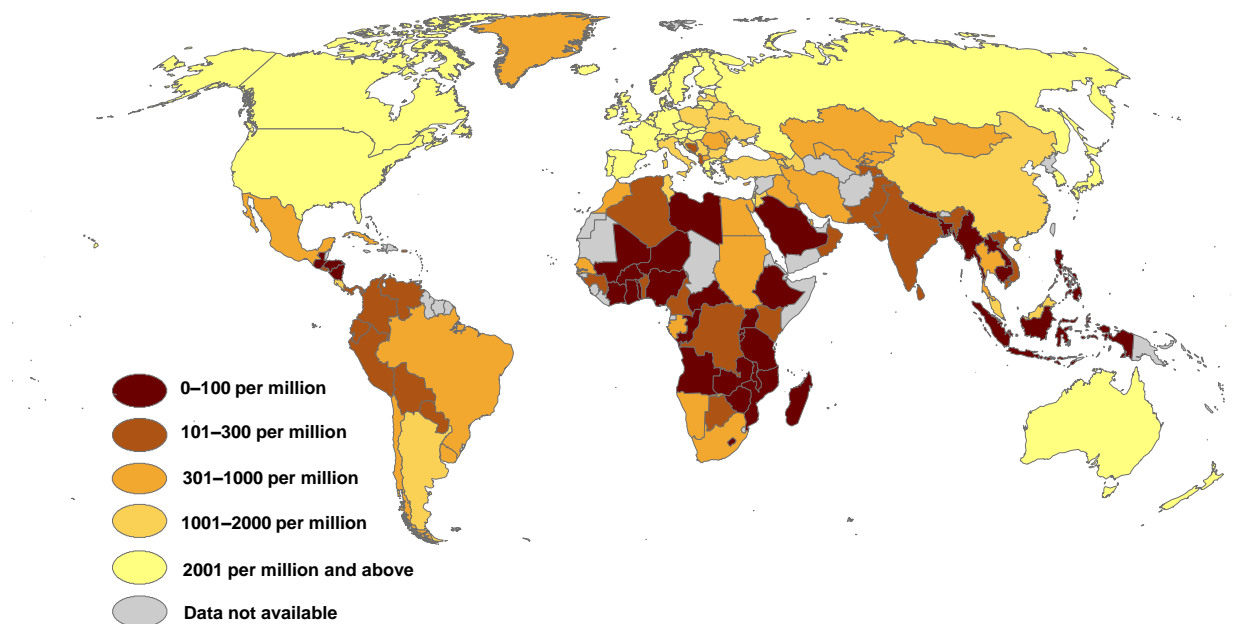 0–100 per million
101–300 per million
301–1000 per million
1001–2000 per million
2001 per million and above
Data not available